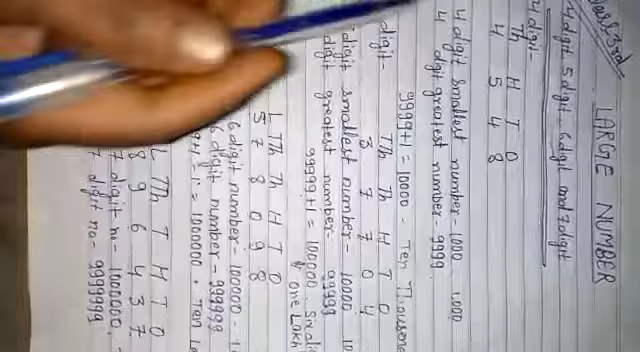 LARGE NUMBER
4 digit 5 digit 6 digit and 7 digit
4 digit-
Th H T O
4 5 4 8
4 digit smallest number- 1000 1,000
4 digit greatest number- 9999
9999+1 = 10000 - Ten Thousand
digit-
TTh Th H T O
3 7 7 0 4
digit smallest number- 10000
digit greatest number- 99999
99999+1 = 100000 Six di
one Lakh
L TTh Th H T O
5 7 8 0 9 8
6 digit number- 100000
6 digit number- 999999
+1 = 1000000. Ten
L TTh T H T O
8 9 6 4 3 7
7 digit no- 1000000.
7 digit no- 9999999